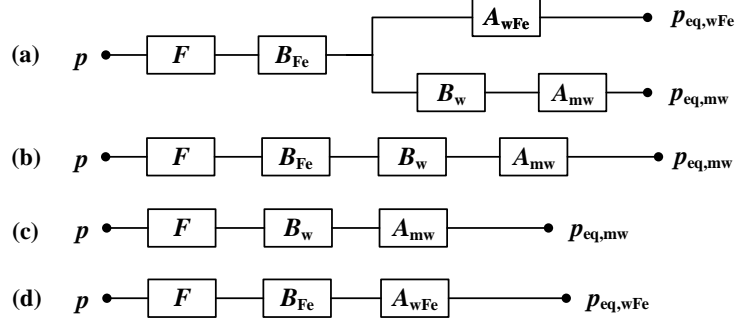 A_wFe p_eq,wFe
(a) p F B_Fe
B_w A_mw p_eq,mw
(b) p F B_Fe B_w A_mw p_eq,mw
(c) p F B_w A_mw p_eq,mw
(d) p F B_Fe A_wFe p_eq,wFe